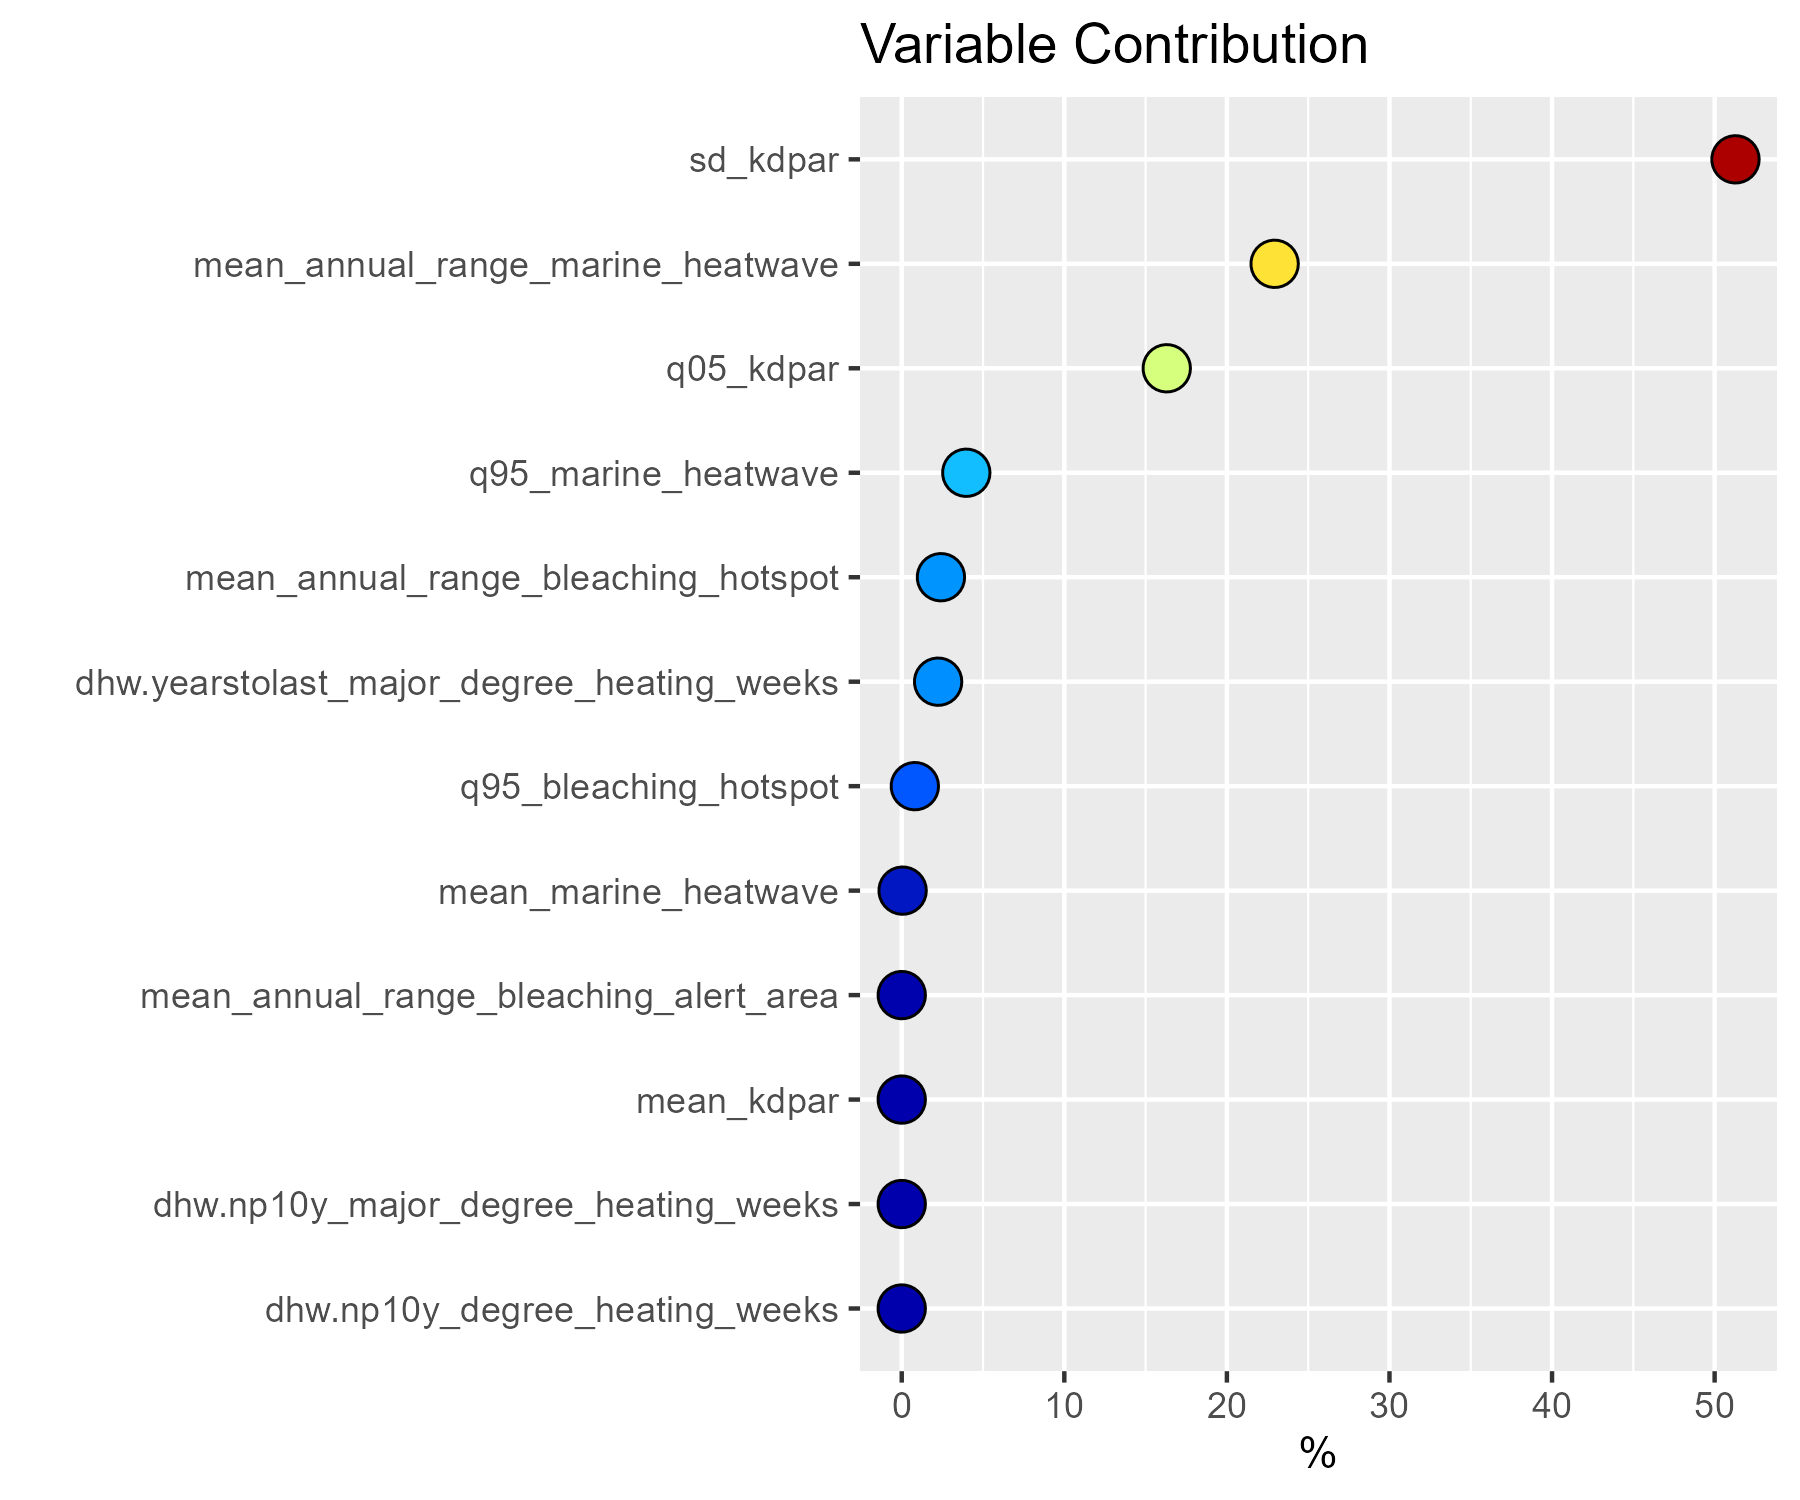 Variable Contribution
sd_kdpar
mean_annual_range_marine_heatwave
q05_kdpar
q95_marine_heatwave
mean_annual_range_bleaching_hotspot
dhw.yearstolast_major_degree_heating_weeks
q95_bleaching_hotspot
mean_marine_heatwave
mean_annual_range_bleaching_alert_area
mean_kdpar
dhw.np10y_major_degree_heating_weeks
dhw.np10y_degree_heating_weeks
0 10 20 30 40 50
%